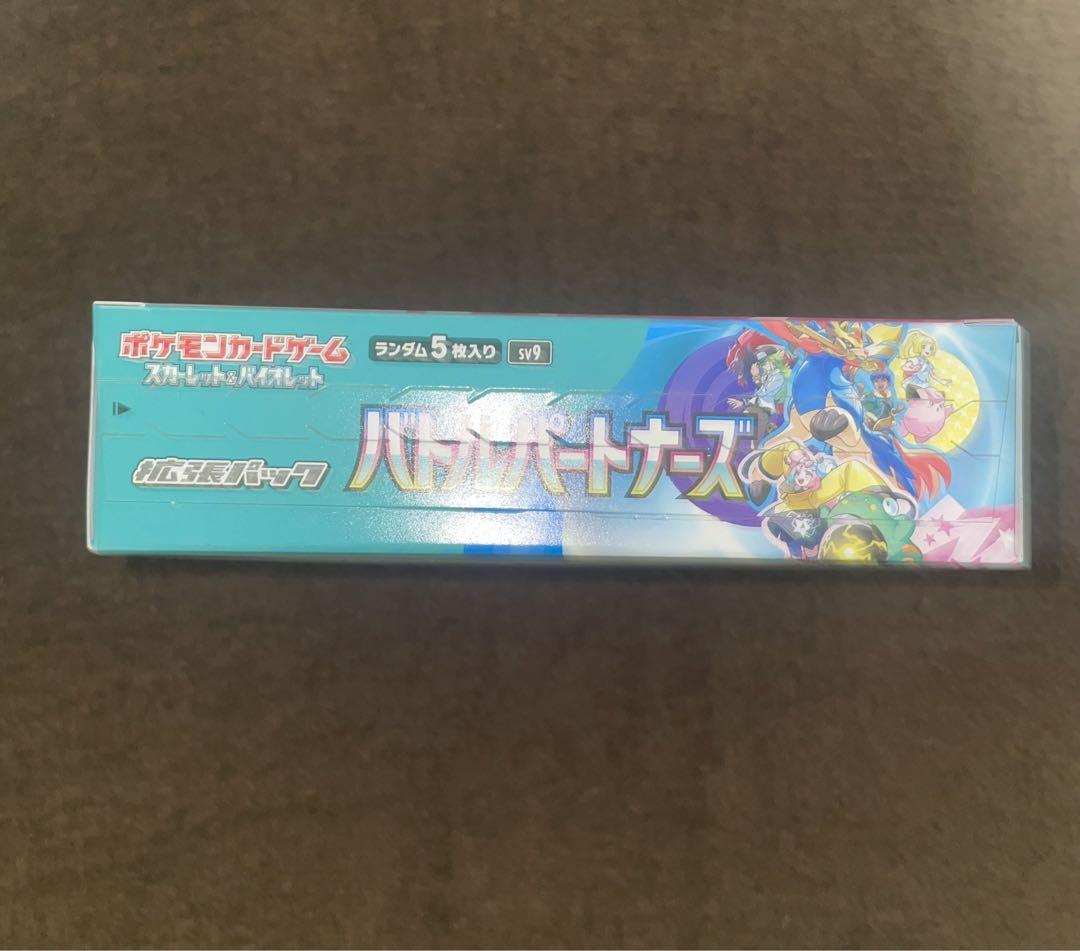 ポケモンカードゲーム
スカーレット&バイオレット
ランダム5枚入り
SV9
拡張パック
バトルパートナーズ